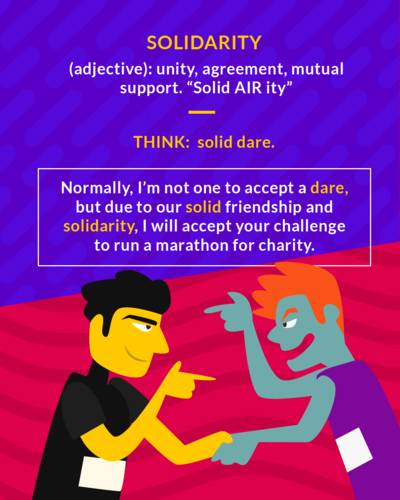 SOLIDARITY
(adjective): unity, agreement, mutual
support. “Solid AIR ity”
THINK: solid dare.
Normally, I’m not one to accept a dare,
but due to our solid friendship and
solidarity, I will accept your challenge
to run a marathon for charity.